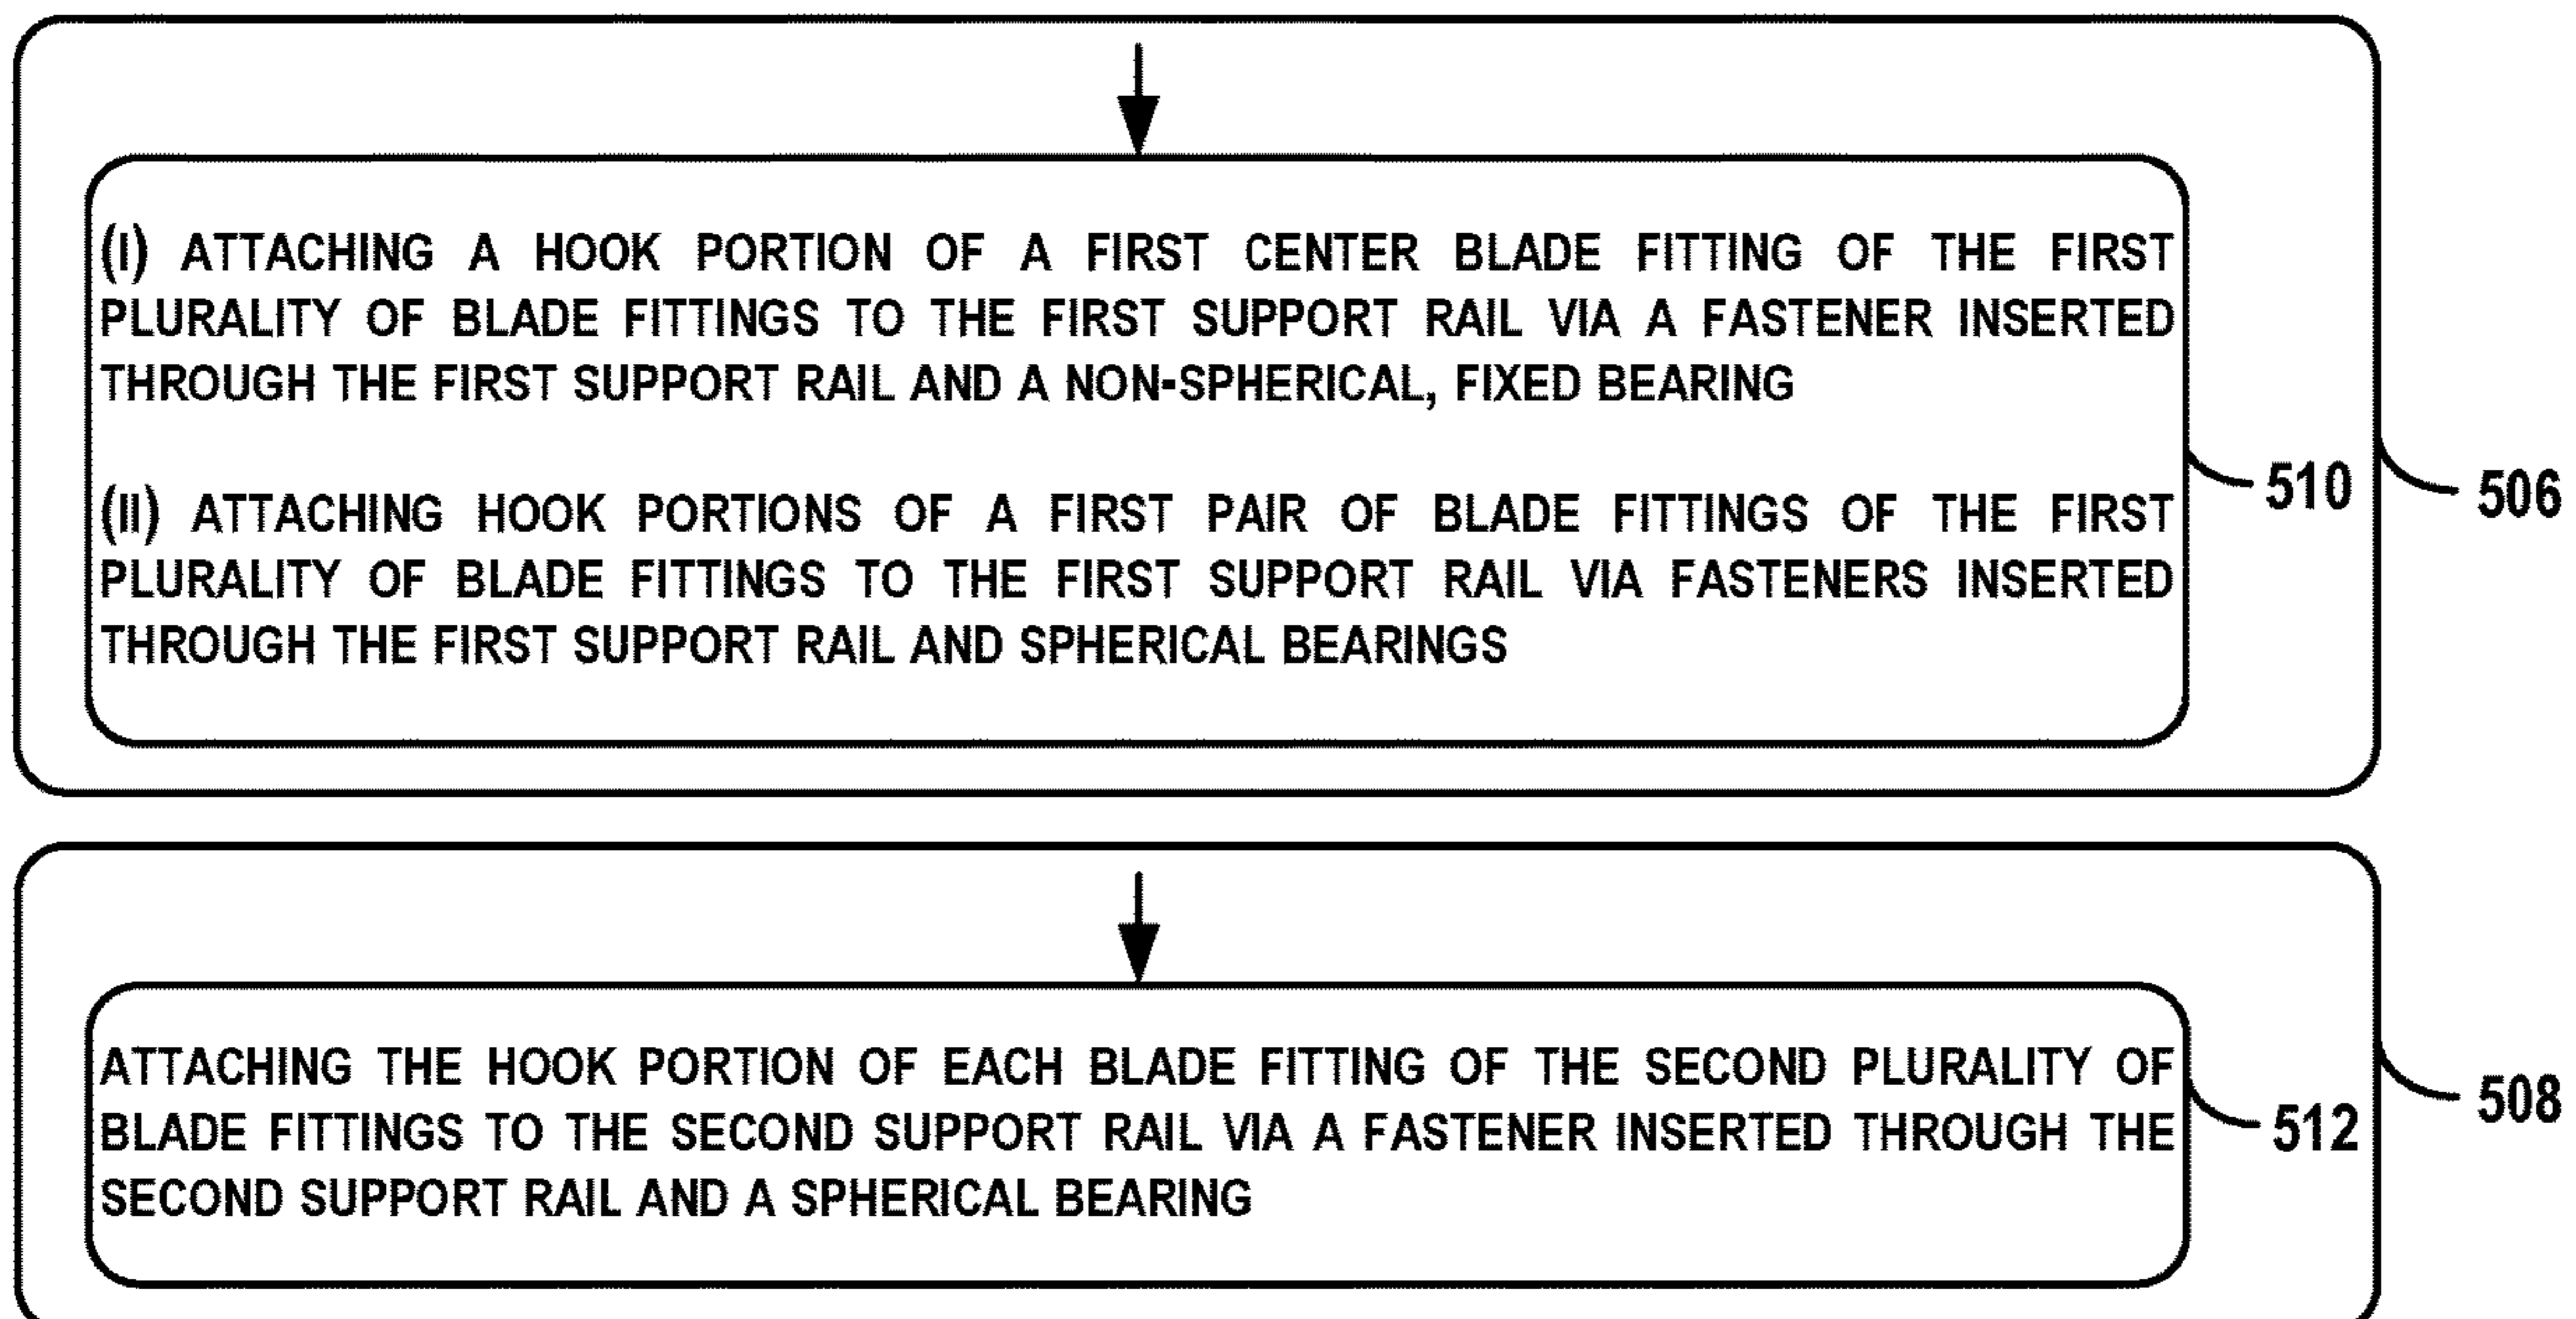 (I) ATTACHING A HOOK PORTION OF A FIRST CENTER BLADE FITTING OF THE FIRST
PLURALITY OF BLADE FITTINGS TO THE FIRST SUPPORT RAIL VIA A FASTENER INSERTED
THROUGH THE FIRST SUPPORT RAIL AND A NON-SPHERICAL, FIXED BEARING
(II) ATTACHING HOOK PORTIONS OF A FIRST PAIR OF BLADE FITTINGS OF THE FIRST
PLURALITY OF BLADE FITTINGS TO THE FIRST SUPPORT RAIL VIA FASTENERS INSERTED
THROUGH THE FIRST SUPPORT RAIL AND SPHERICAL BEARINGS
510
506
ATTACHING THE HOOK PORTION OF EACH BLADE FITTING OF THE SECOND PLURALITY OF
BLADE FITTINGS TO THE SECOND SUPPORT RAIL VIA A FASTENER INSERTED THROUGH THE
SECOND SUPPORT RAIL AND A SPHERICAL BEARING
512
508